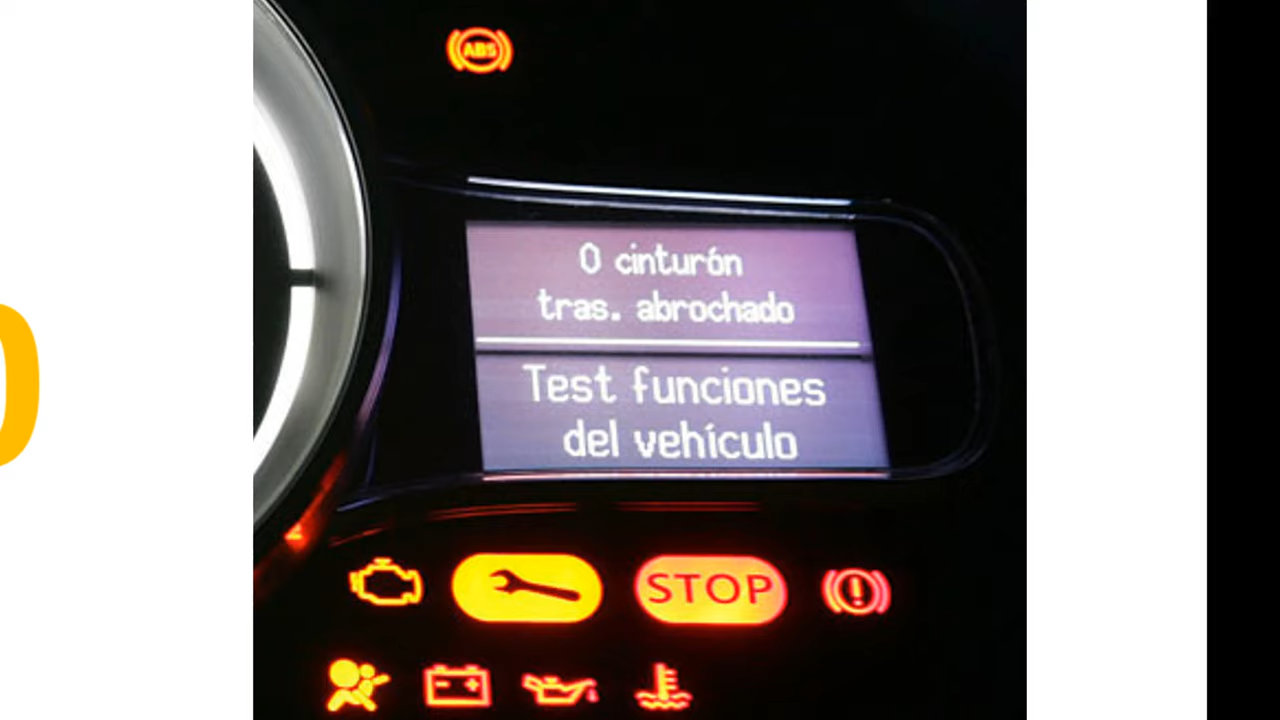 ABS
0 cinturón
tras. abrochado
Test funciones
del vehículo
STOP